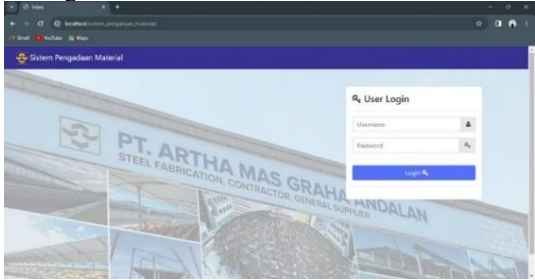 Index
localhost/sistem_pengadaan_material/
Gmail
YouTube
Maps
Sistem Pengadaan Material
User Login
Username
Password
Login
PT. ARTHA MAS GRAHA ANDALAN
STEEL FABRICATION, CONTRACTOR, GENERAL SUPPLIER